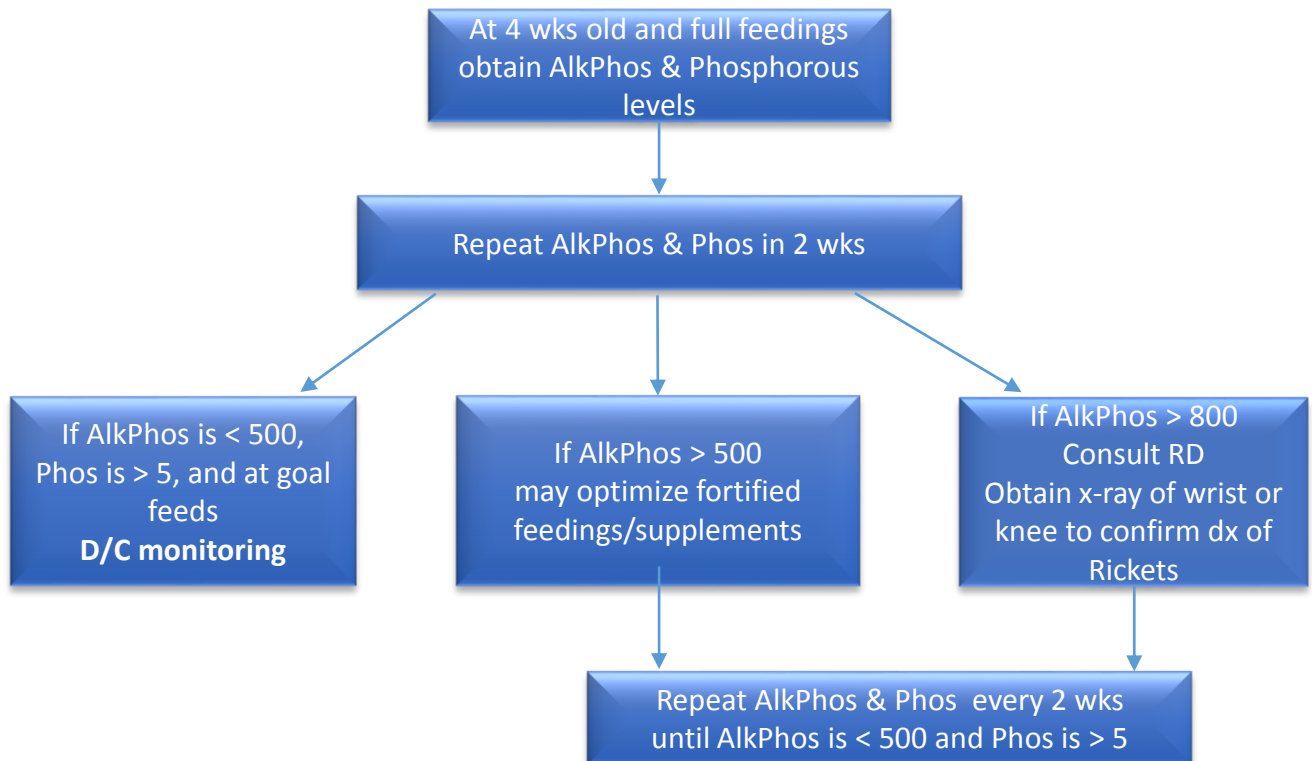 At 4 wks old and full feedings
obtain AlkPhos & Phosphorous
levels
Repeat AlkPhos & Phos in 2 wks
If AlkPhos is < 500,
Phos is > 5, and at goal
feeds
D/C monitoring
If AlkPhos > 500
may optimize fortified
feedings/supplements
If AlkPhos > 800
Consult RD
Obtain x-ray of wrist or
knee to confirm dx of
Rickets
Repeat AlkPhos & Phos every 2 wks
until AlkPhos is < 500 and Phos is > 5